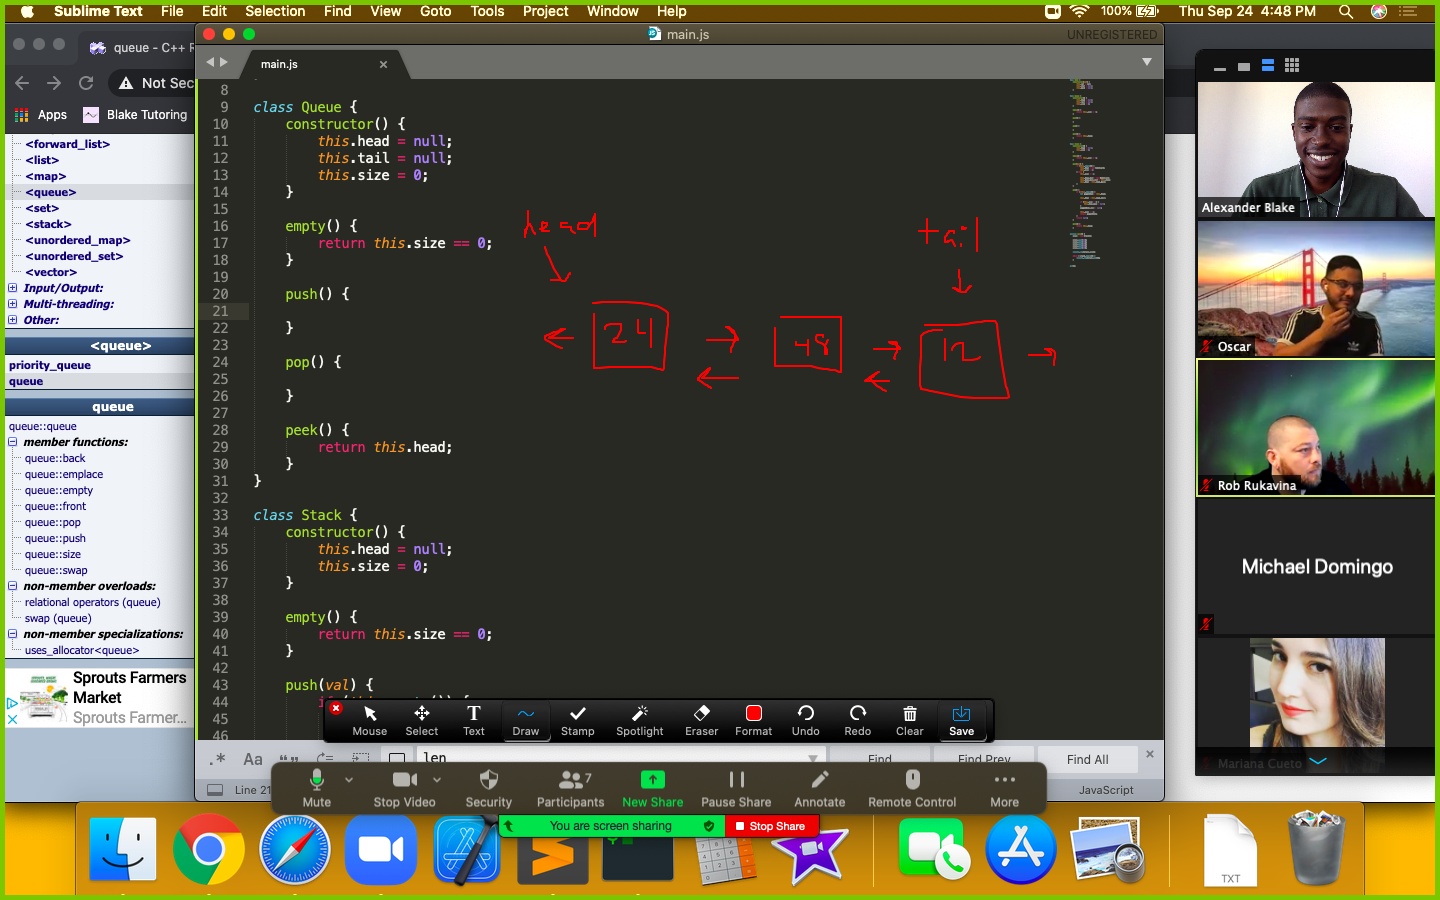 Sublime Text File Edit Selection Find View Goto Tools Project Window Help 100% Thu Sep 24 4:48 PM
queue - C++ R
Not Sec
Apps Blake Tutoring
<forward_list>
<list>
<map>
<queue>
<set>
<stack>
<unordered_map>
<unordered_set>
<vector>
Input/Output:
Multi-threading:
Other:
<queue>
priority_queue
queue
queue
queue::queue
member functions:
queue::back
queue::emplace
queue::empty
queue::front
queue::pop
queue::push
queue::size
queue::swap
non-member overloads:
relational operators (queue)
swap (queue)
non-member specializations:
uses_allocator<queue>
Sprouts Farmers
Market
Sprouts Farmer...
main.js UNREGISTERED
main.js
8
9 class Queue {
10 constructor() {
11 this.head = null;
12 this.tail = null;
13 this.size = 0;
14 }
15
16 empty() {
17 return this.size == 0;
18 }
19
20 push() {
21
22 }
23
24 pop() {
25
26 }
27
28 peek() {
29 return this.head;
30 }
31 }
32
33 class Stack {
34 constructor() {
35 this.head = null;
36 this.size = 0;
37 }
38
39 empty() {
40 return this.size == 0;
41 }
42
43 push(val) {
44
45
46
head
tail
24 48 12
Mouse Select Text Draw Stamp Spotlight Eraser Format Undo Redo Clear Save
.* Aa len Find Find Prev Find All
Line 21 JavaScript
Mute Stop Video Security Participants 7 New Share Pause Share Annotate Remote Control More
You are screen sharing Stop Share
Alexander Blake
Oscar
Rob Rukavina
Michael Domingo
Mariana Cueto
TXT